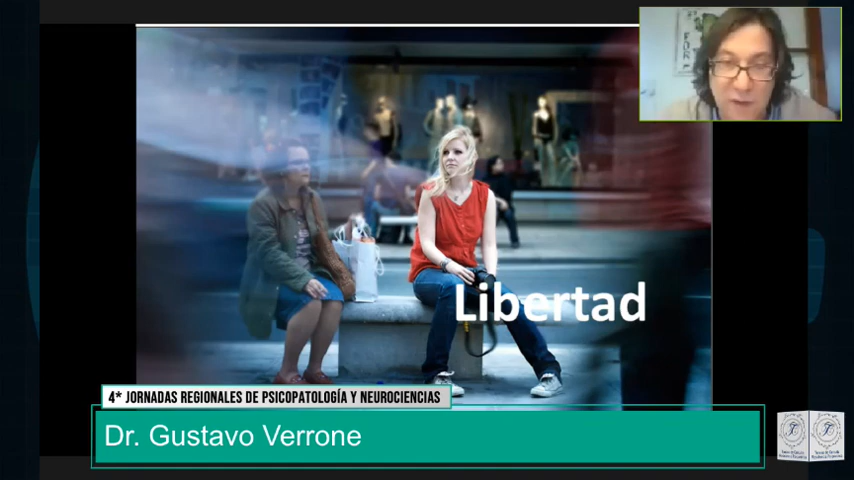 Libertad
4* JORNADAS REGIONALES DE PSICOPATOLOGÍA Y NEUROCIENCIAS
Dr. Gustavo Verrone